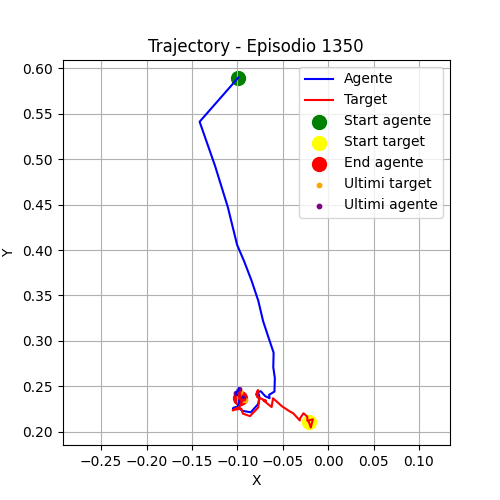 Trajectory - Episodio 1350
Agente
Target
Start agente
Start target
End agente
Ultimi target
Ultimi agente
Y
0.60
0.55
0.50
0.45
0.40
0.35
0.30
0.25
0.20
−0.25 −0.20 −0.15 −0.10 −0.05 0.00 0.05 0.10
X